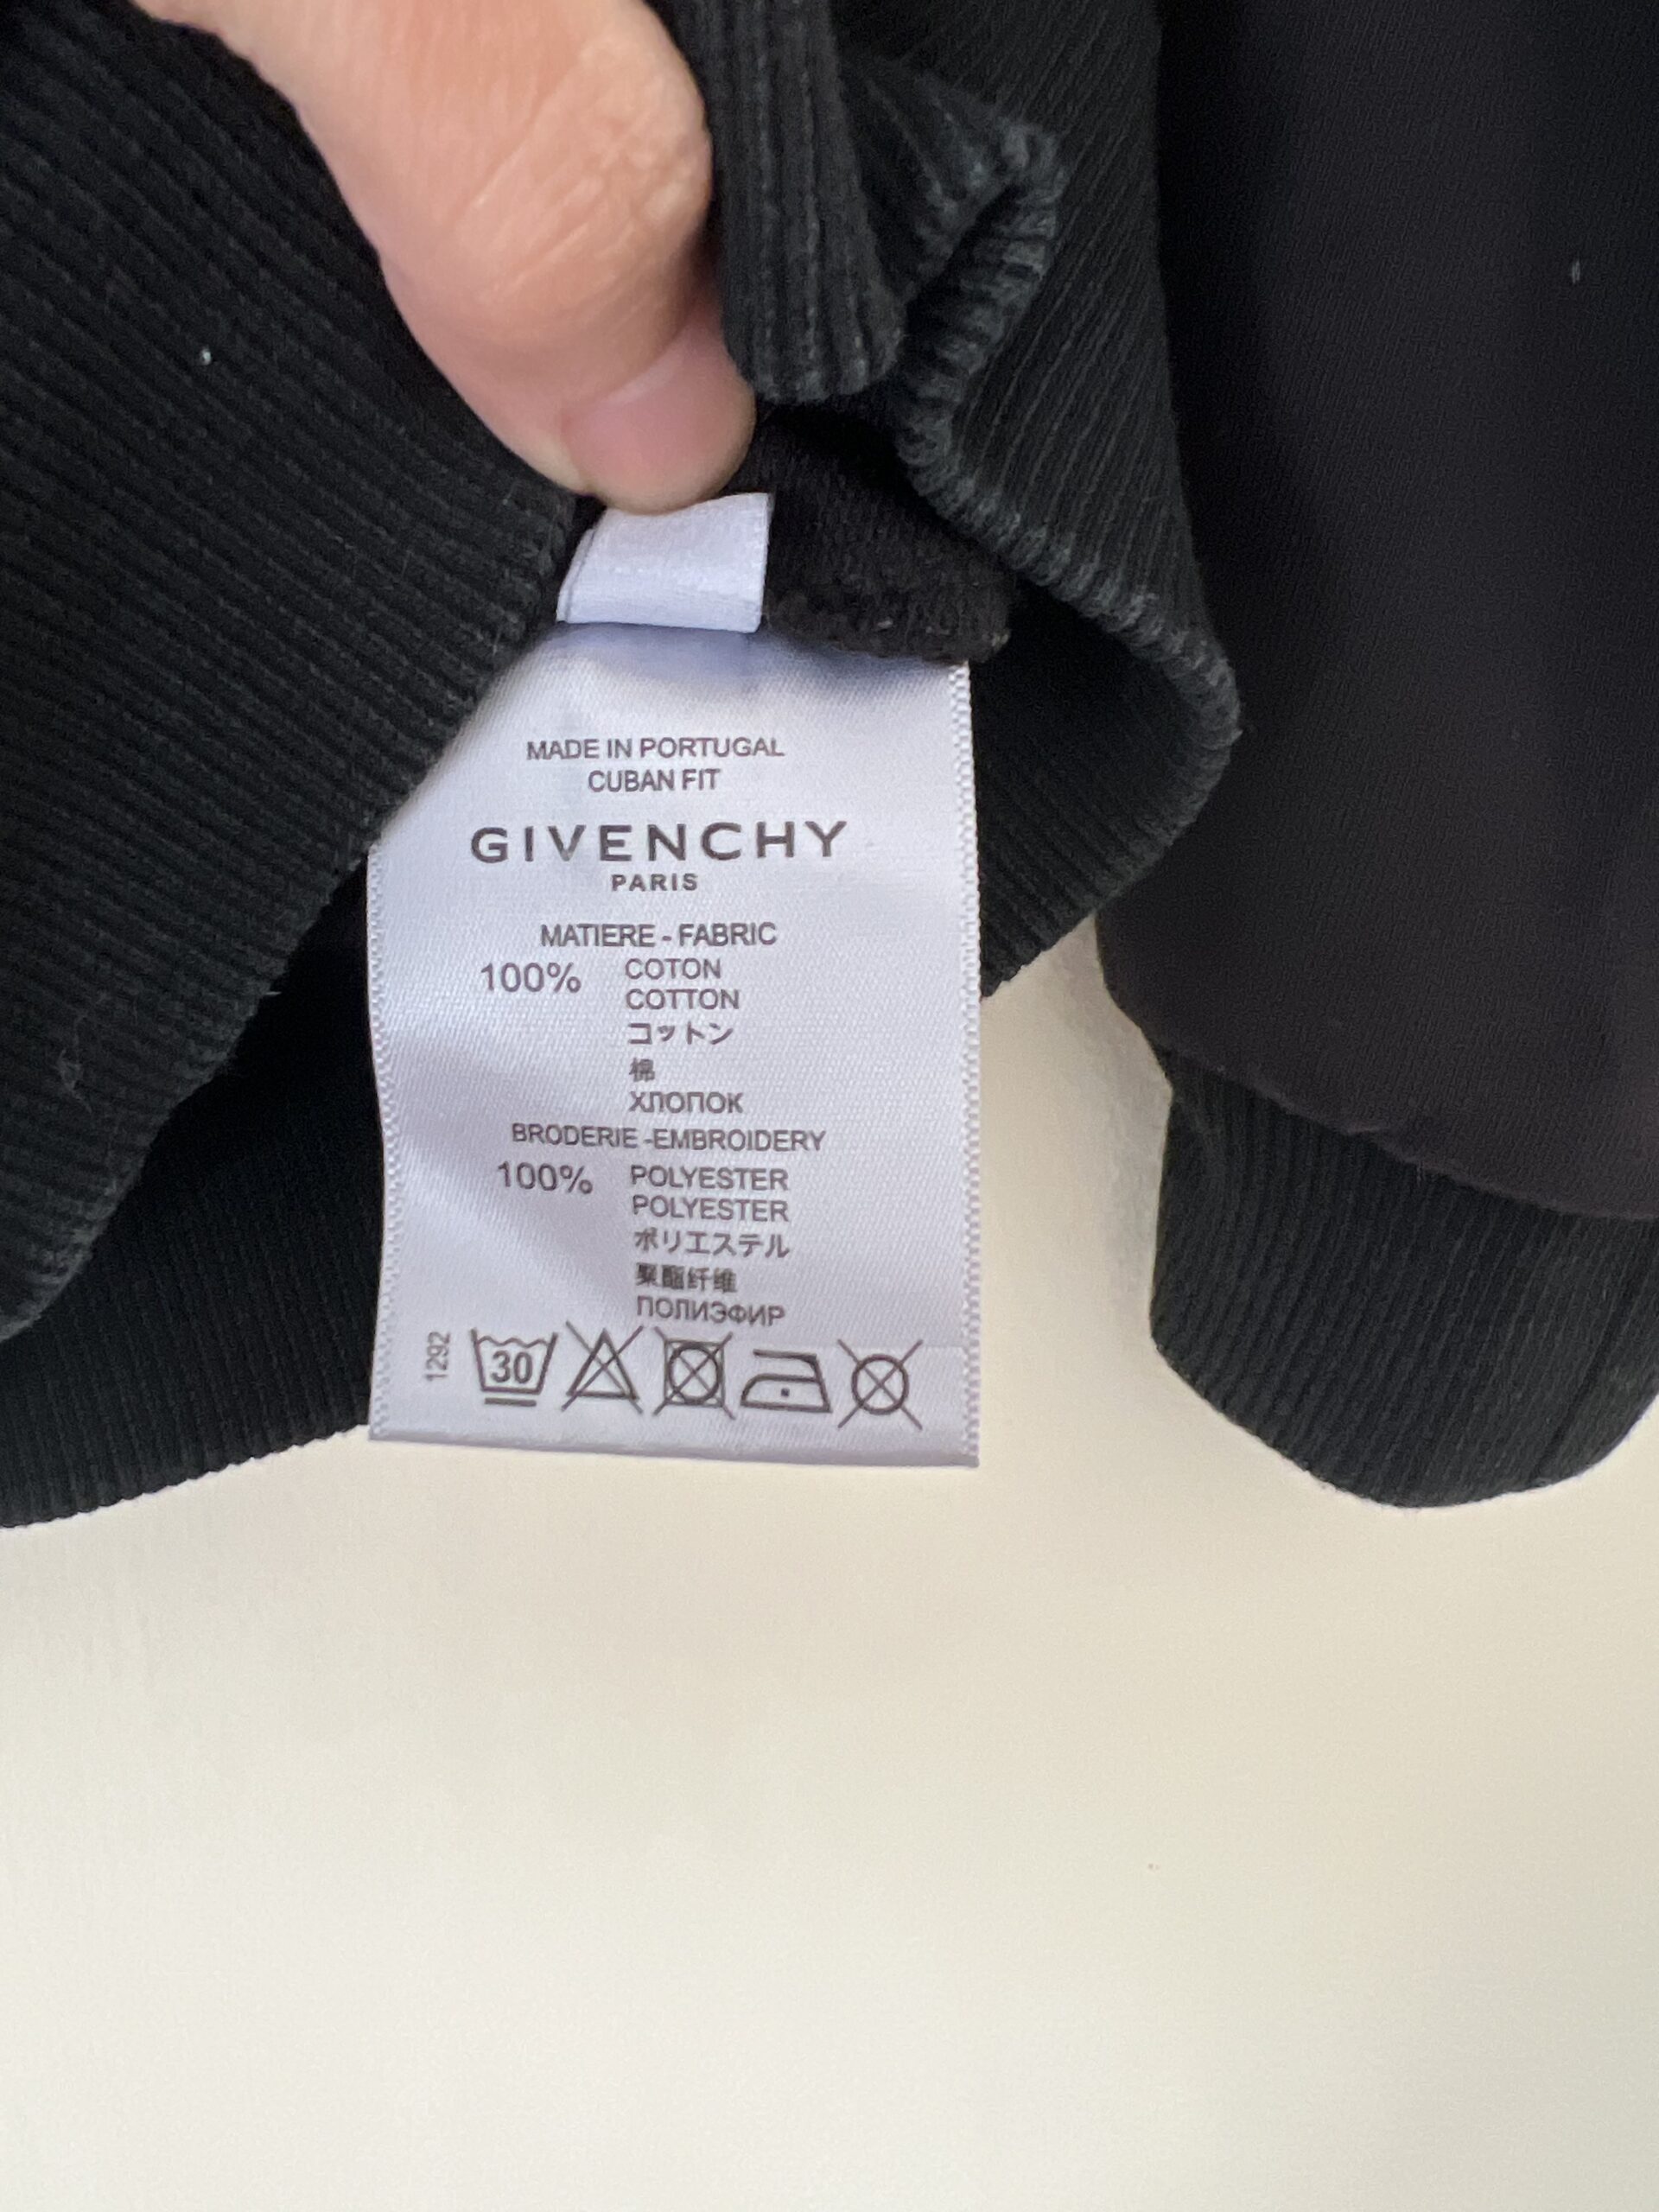 MADE IN PORTUGAL
CUBAN FIT
GIVENCHY
PARIS
MATIERE - FABRIC
100% COTON
COTTON
コットン
棉
ХЛОПОК
BRODERIE -EMBROIDERY
100% POLYESTER
POLYESTER
ポリエステル
聚酯纤维
ПОЛИЭФИР
1292
30